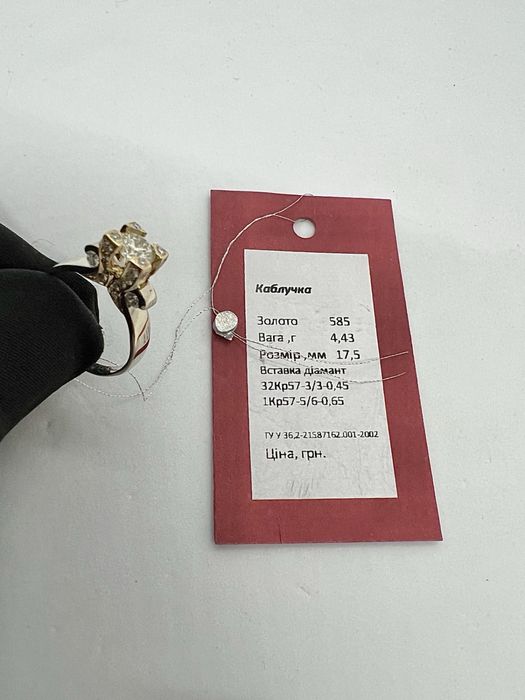 Каблучка
Золото 585
Вага ,г 4,43
Розмір ,мм 17,5
Вставка діамант
32Кр57-3/3-0,45
1Кр57-5/6-0,65
ТУ У 36,2-21587162.001-2002
Ціна, грн.